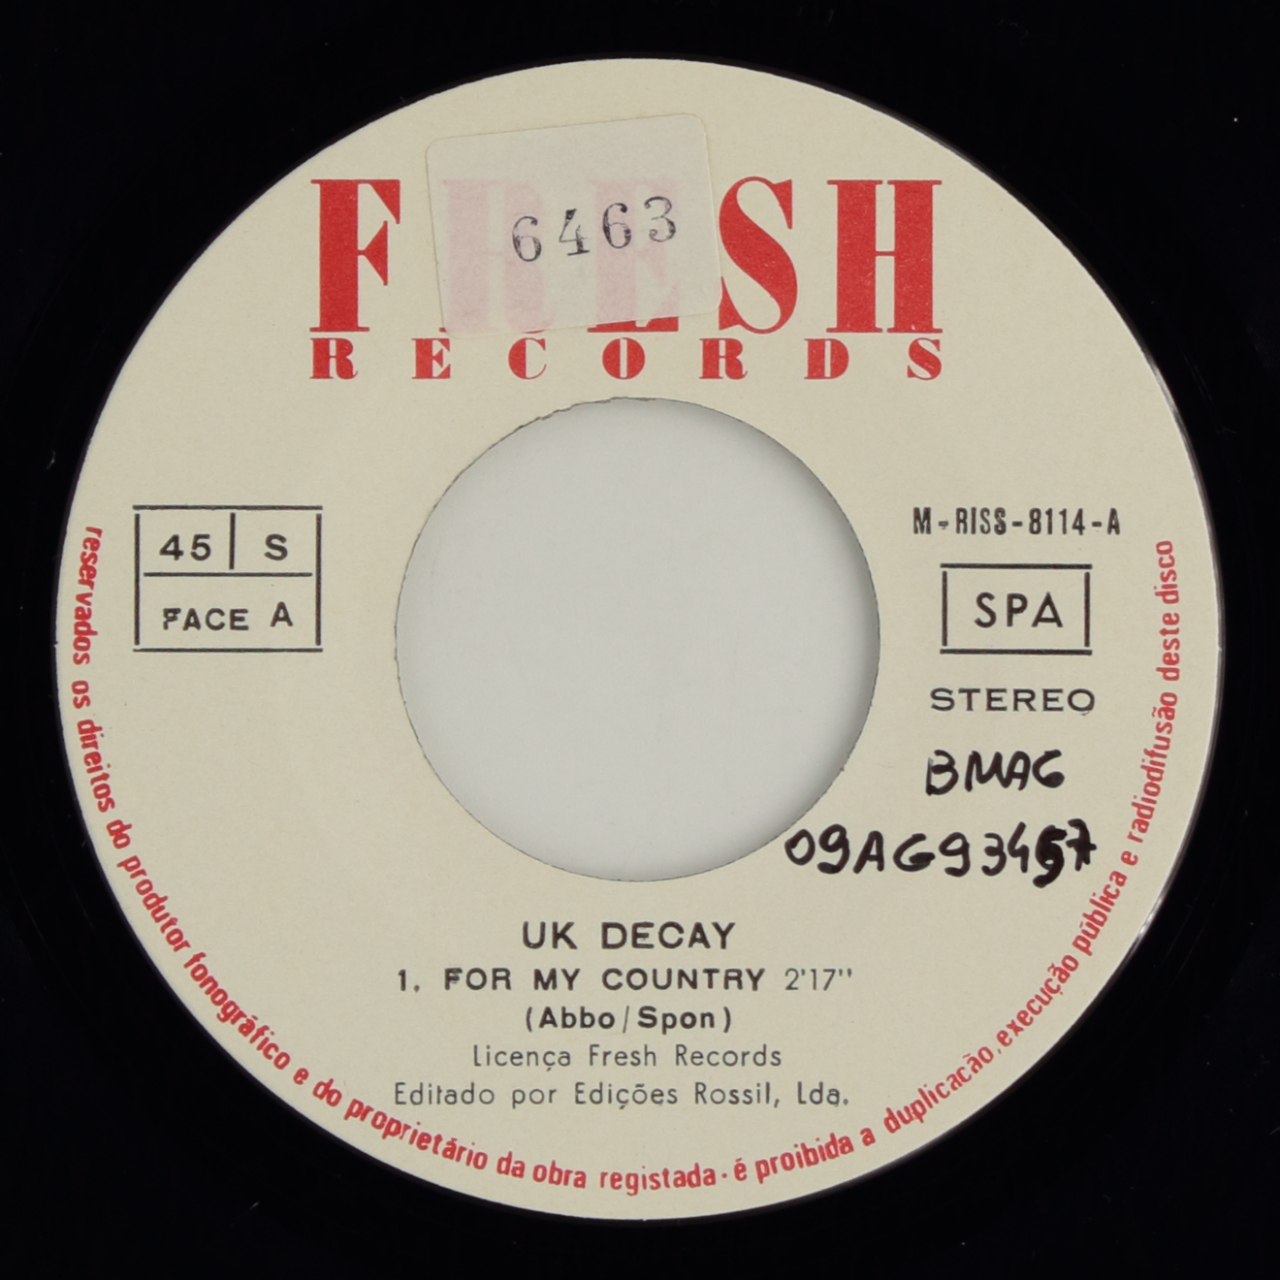 FRESH
6463
RECORDS
45 S
FACE A
M-RISS-8114-A
SPA
STEREO
BMAG
UK DECAY
1. FOR MY COUNTRY 2'17"
(Abbo/Spon)
Licença Fresh Records
Editado por Edições Rossil, Lda.
reservados os direitos do produtor fonográfico e do proprietário da obra registada · é proibida a duplicação, execução pública e radiodifusão deste disco